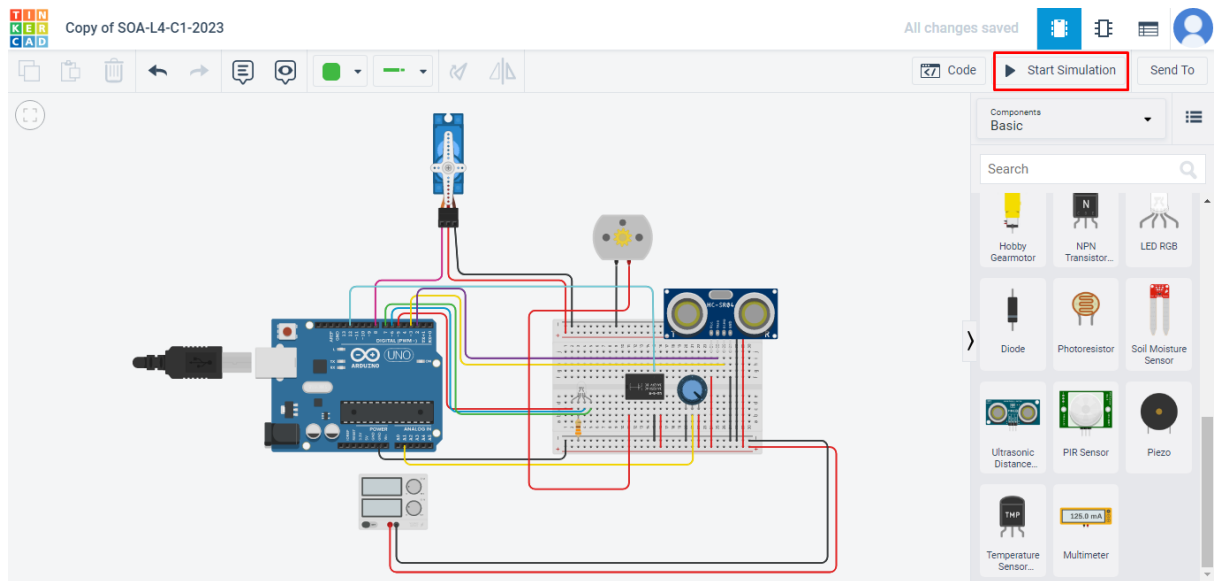 TIN
KER
CAD
Copy of SOA-L4-C1-2023
All changes saved
Code
Start Simulation
Send To
Components
Basic
Search
Hobby
Gearmotor
N
NPN
Transistor...
LED RGB
Diode
Photoresistor
Soil Moisture
Sensor
Ultrasonic
Distance...
PIR Sensor
Piezo
TMP
Temperature
Sensor...
125.0 mA
Multimeter
HC-SR04
T
R
DIGITAL (PWM~)
UNO
ARDUINO
POWER
ANALOG IN